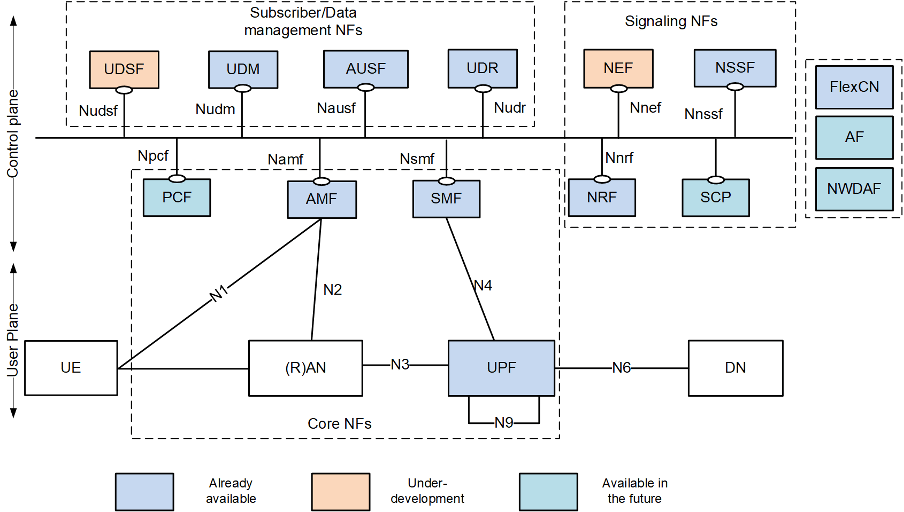 Subscriber/Data
management NFs
Signaling NFs
Control plane
UDSF
UDM
AUSF
UDR
NEF
NSSF
FlexCN
Nudsf
Nudm
Nausf
Nudr
Nnef
Nnssf
AF
Npcf
Namf
Nsmf
Nnrf
NWDAF
PCF
AMF
SMF
NRF
SCP
User Plane
N1
N2
N4
UE
(R)AN
N3
UPF
N6
DN
N9
Core NFs
Already
available
Under-
development
Available in
the future